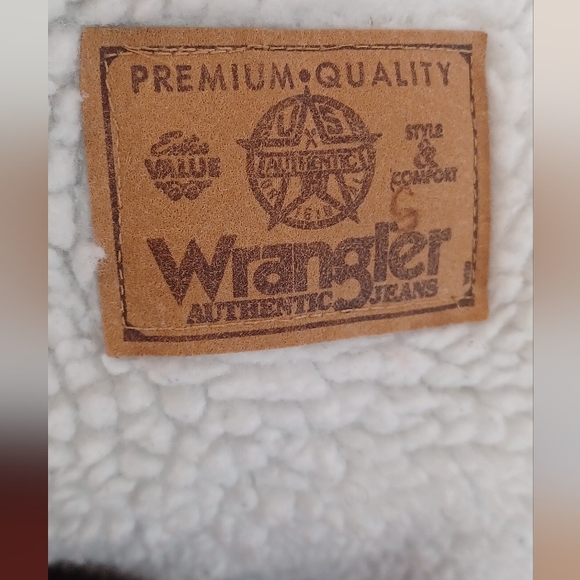 PREMIUM•QUALITY
Extra
VALUE
U S
AUTHENTIC
STYLE
&
COMFORT
Wrangler
AUTHENTIC JEANS